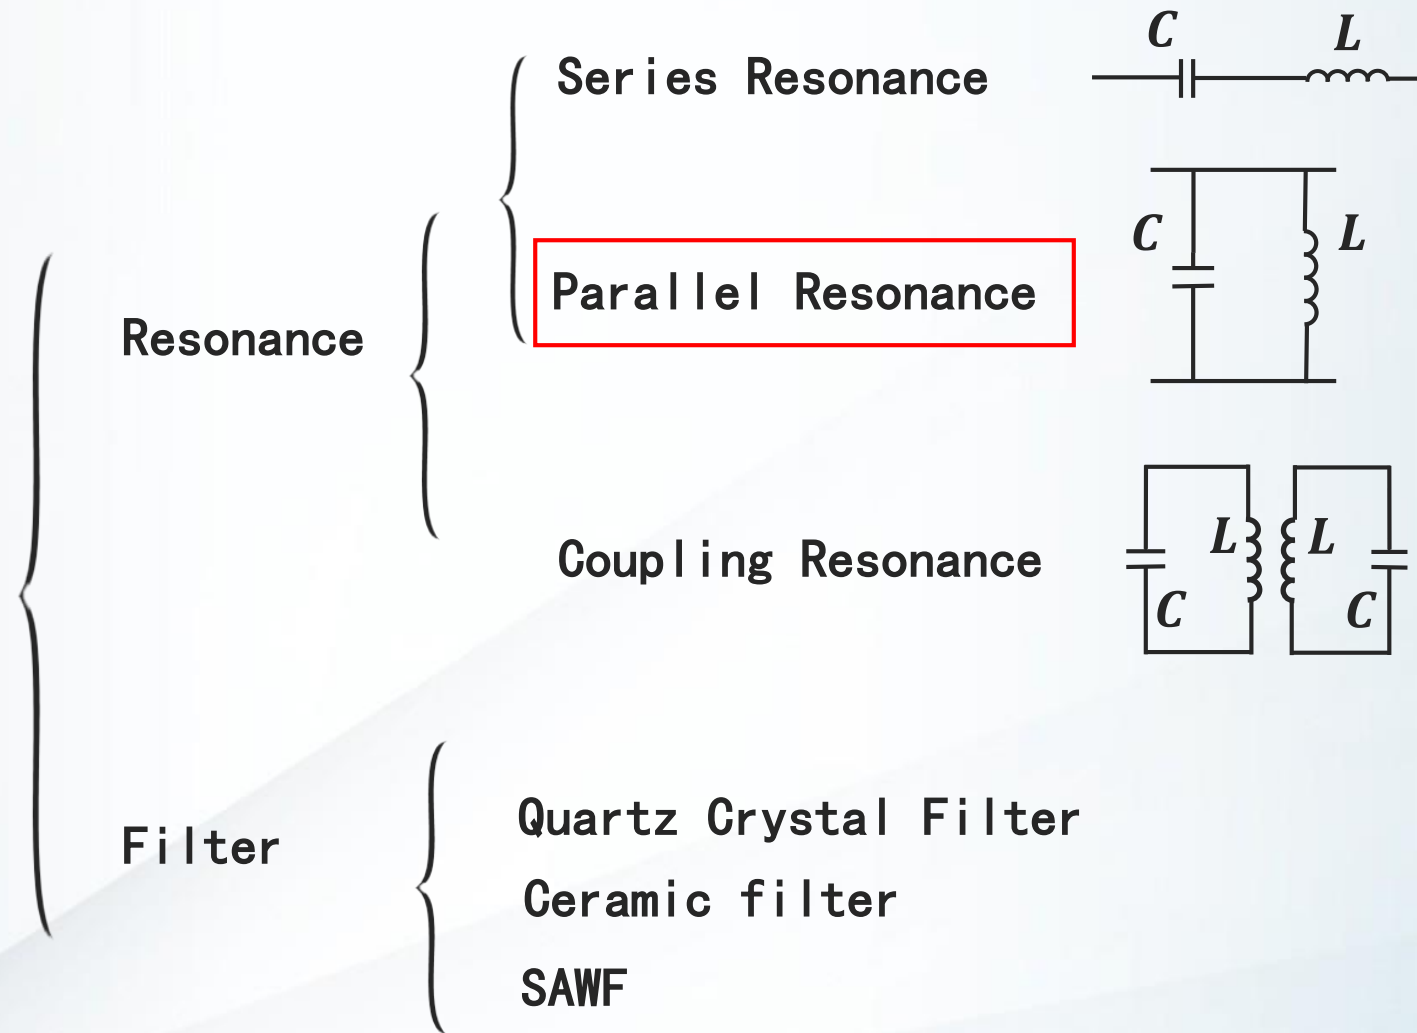 C L
Series Resonance
C L
Parallel Resonance
Resonance
L L
Coupling Resonance
C C
Quartz Crystal Filter
Filter
Ceramic filter
SAWF